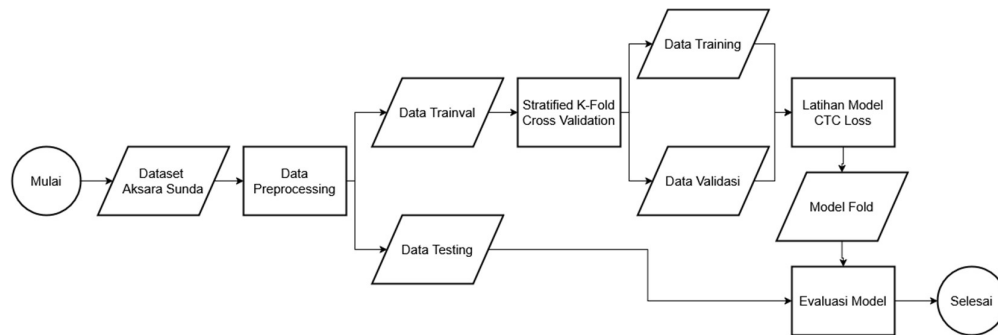 Mulai
Dataset
Aksara Sunda
Data
Preprocessing
Data Trainval
Stratified K-Fold
Cross Validation
Data Training
Data Validasi
Latihan Model
CTC Loss
Model Fold
Data Testing
Evaluasi Model
Selesai